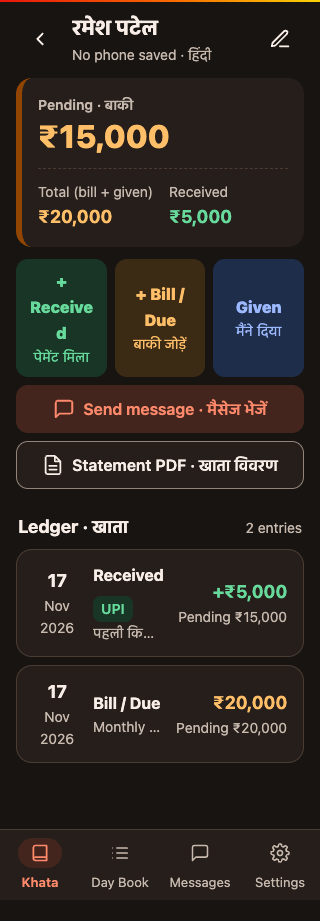 रमेश पटेल
No phone saved · हिंदी
Pending · बाकी
₹15,000
Total (bill + given) Received
₹20,000 ₹5,000
+
Receive
d
पेमेंट मिला
+ Bill /
Due
बाकी जोड़ें
Given
मैंने दिया
Send message · मैसेज भेजें
Statement PDF · खाता विवरण
Ledger · खाता 2 entries
17
Nov
2026
Received
UPI
पहली कि...
+₹5,000
Pending ₹15,000
17
Nov
2026
Bill / Due
Monthly ...
₹20,000
Pending ₹20,000
Khata Day Book Messages Settings